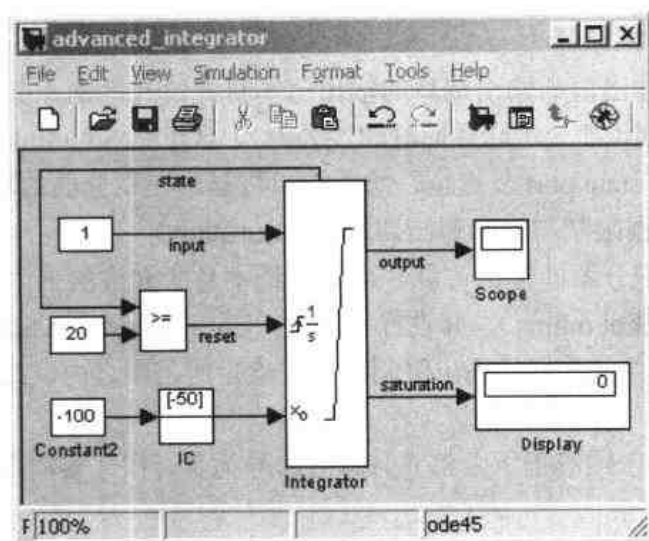 advanced_integrator
File Edit View Simulation Format Tools Help
state
1
input
output
Scope
20
>=
reset
1
s
-100
Constant2
[-50]
IC
x0
Integrator
saturation
0
Display
F 100%
ode45